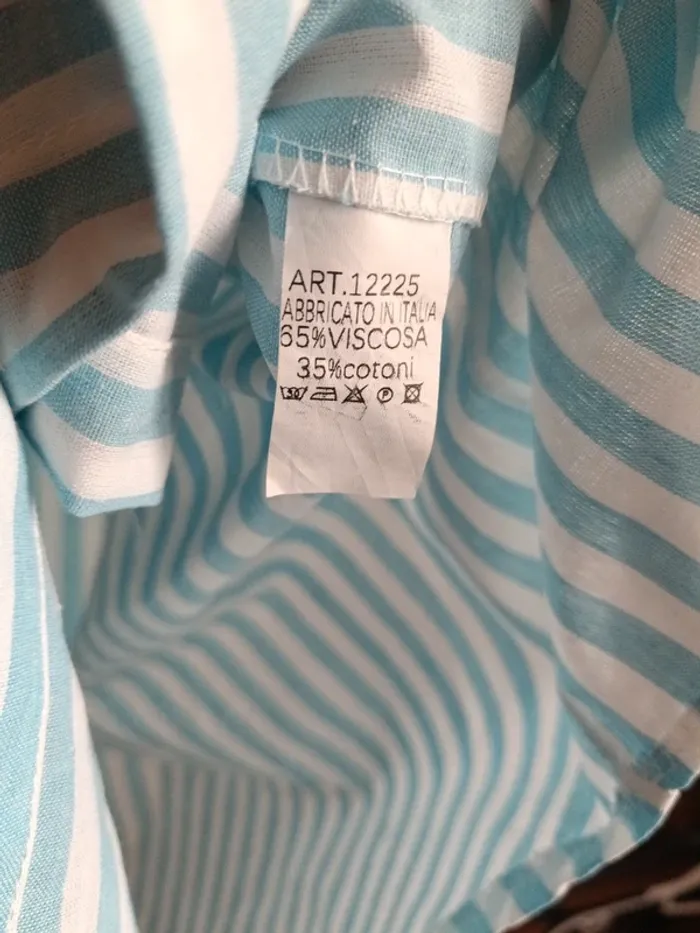 ART.12225
ABBRICATO IN ITALIA
65%VISCOSA
35%cotoni